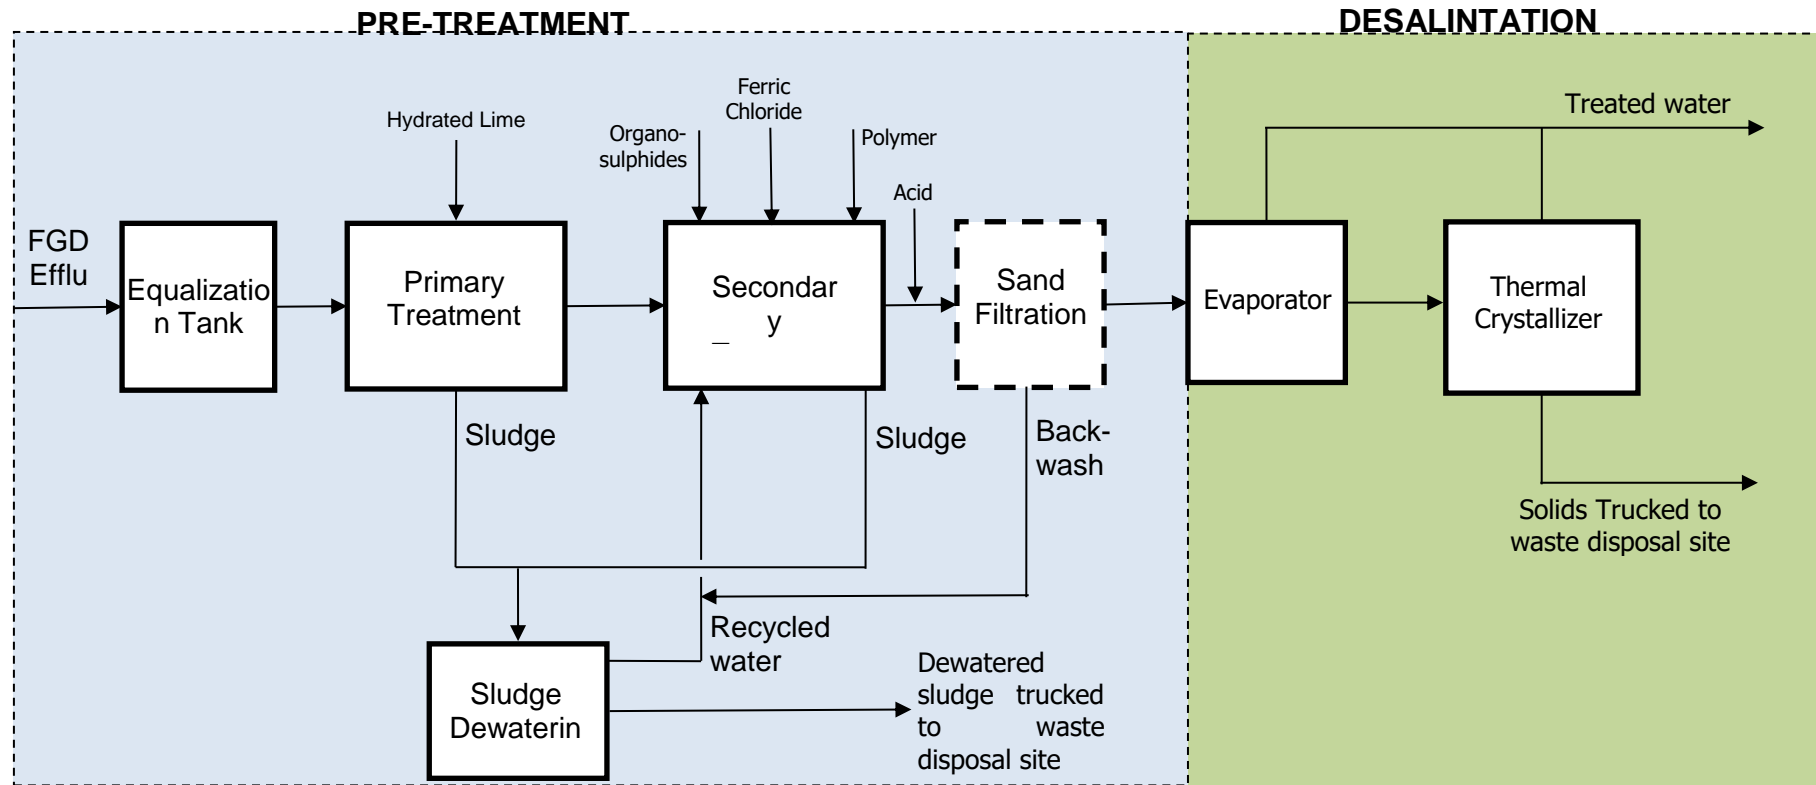 PRE-TREATMENT
DESALINTATION
Hydrated Lime
Organo-
sulphides
Ferric
Chloride
Polymer
Acid
Treated water
FGD
Efflu
Equalizatio
n Tank
Primary
Treatment
Secondar
y
Sand
Filtration
Evaporator
Thermal
Crystallizer
Sludge
Sludge
Back-
wash
Solids Trucked to
waste disposal site
Recycled
water
Sludge
Dewaterin
Dewatered
sludge trucked
to waste
disposal site